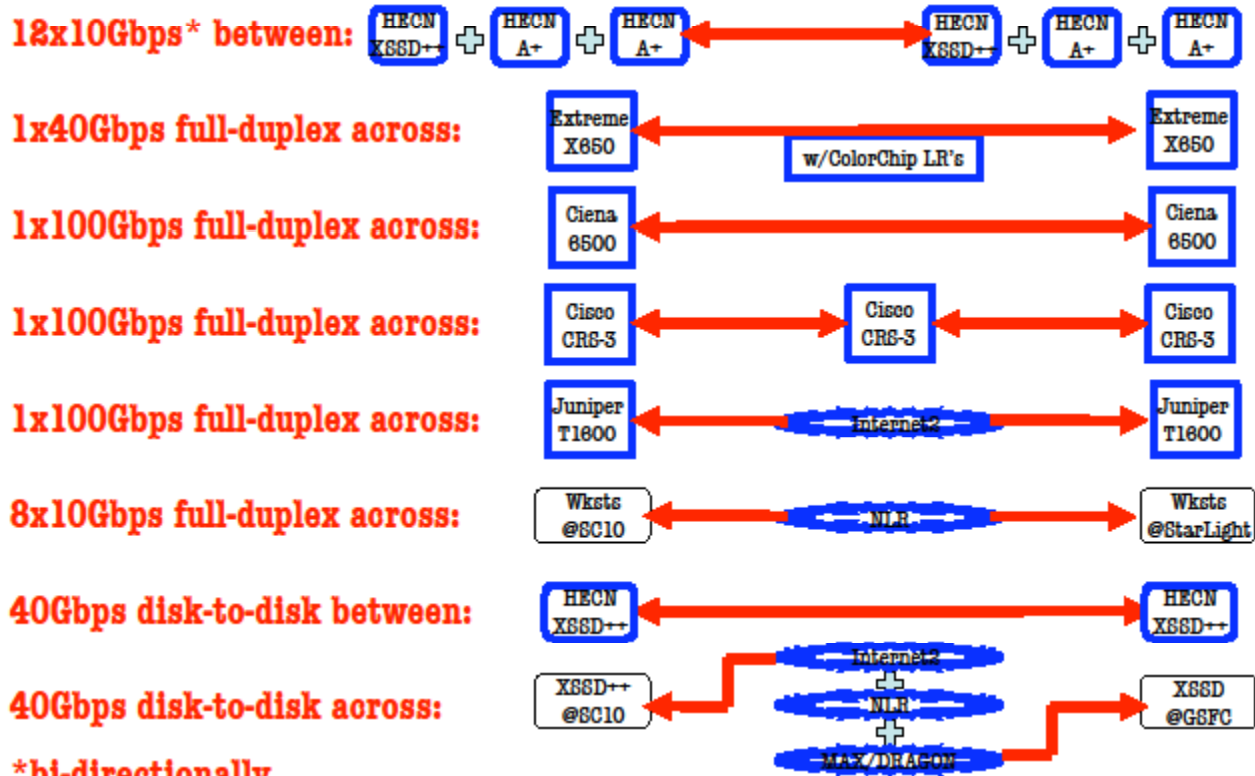 12x10Gbps* between:
HECN
XSSD++
HECN
A+
HECN
A+
HECN
XSSD++
HECN
A+
HECN
A+
1x40Gbps full-duplex across:
Extreme
X650
w/ColorChip LR's
Extreme
X650
1x100Gbps full-duplex across:
Ciena
6500
Ciena
6500
1x100Gbps full-duplex across:
Cisco
CRS-3
Cisco
CRS-3
Cisco
CRS-3
1x100Gbps full-duplex across:
Juniper
T1600
Internet2
Juniper
T1600
8x10Gbps full-duplex across:
Wksts
@SC10
NLR
Wksts
@StarLight
40Gbps disk-to-disk between:
HECN
XSSD++
HECN
XSSD++
40Gbps disk-to-disk across:
XSSD++
@SC10
Internet2
NLR
MAX/DRAGON
XSSD
@GSFC
*bi-directionally